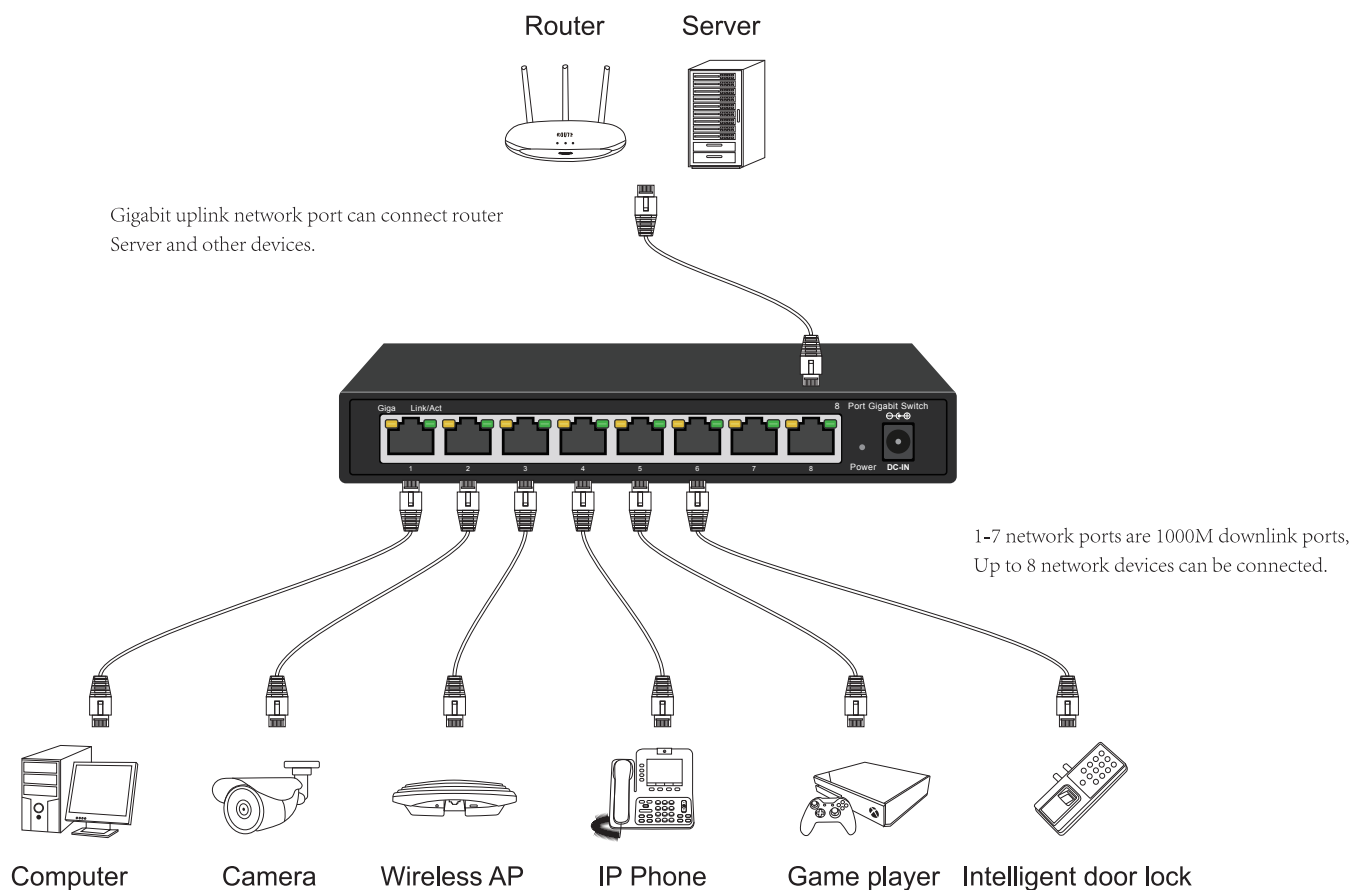 Router Server
ROUTE
Gigabit uplink network port can connect router
Server and other devices.
Giga Link/Act 8 Port Gigabit Switch
1 2 3 4 5 6 7 8 Power DC-IN
1-7 network ports are 1000M downlink ports,
Up to 8 network devices can be connected.
Computer Camera Wireless AP IP Phone Game player Intelligent door lock